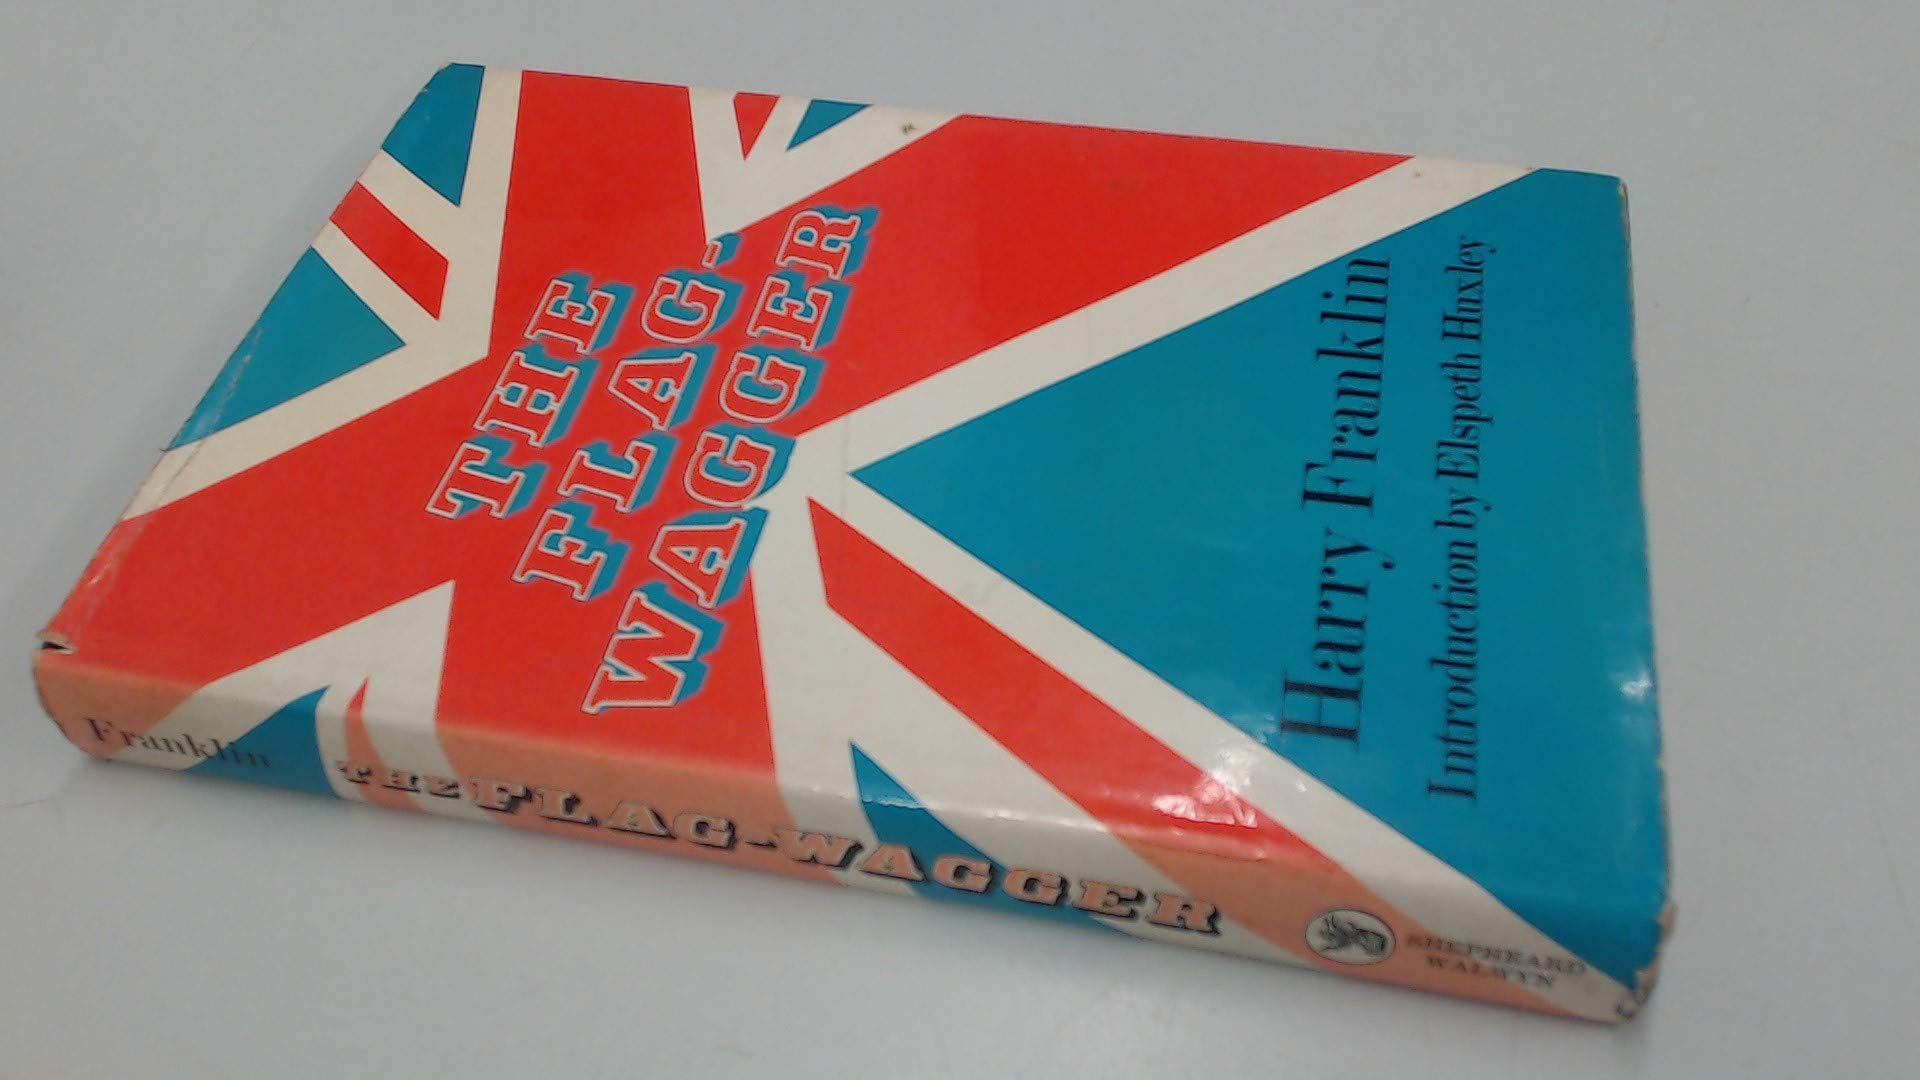 THE
FLAG-
WAGGER
Harry Franklin
Introduction by Elspeth Huxley
Franklin
THE FLAG-WAGGER
SHEPHEARD
WALWYN